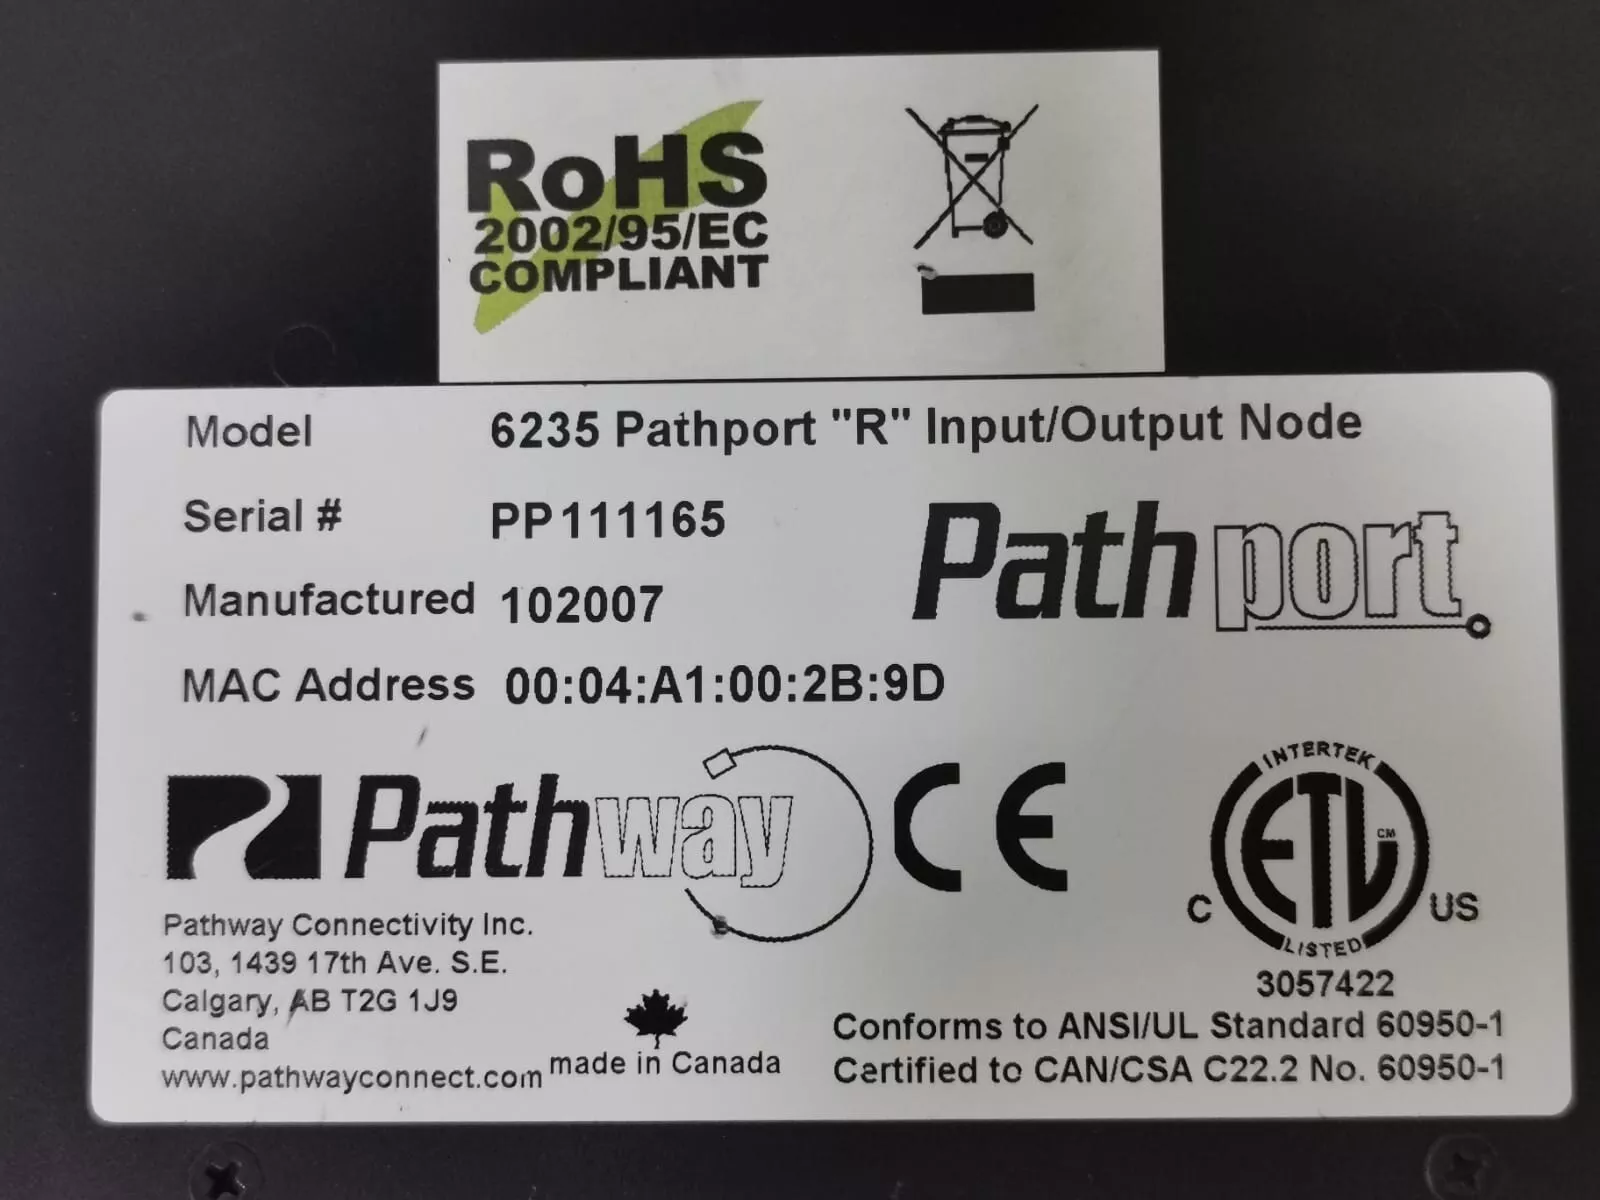 RoHS
2002/95/EC
COMPLIANT
Model 6235 Pathport "R" Input/Output Node
Serial # PP111165
Manufactured 102007
MAC Address 00:04:A1:00:2B:9D
Pathport
Pathway
CE
INTERTEK
ETL CM
C US
LISTED
3057422
Pathway Connectivity Inc.
103, 1439 17th Ave. S.E.
Calgary, AB T2G 1J9
Canada
www.pathwayconnect.com
made in Canada
Conforms to ANSI/UL Standard 60950-1
Certified to CAN/CSA C22.2 No. 60950-1